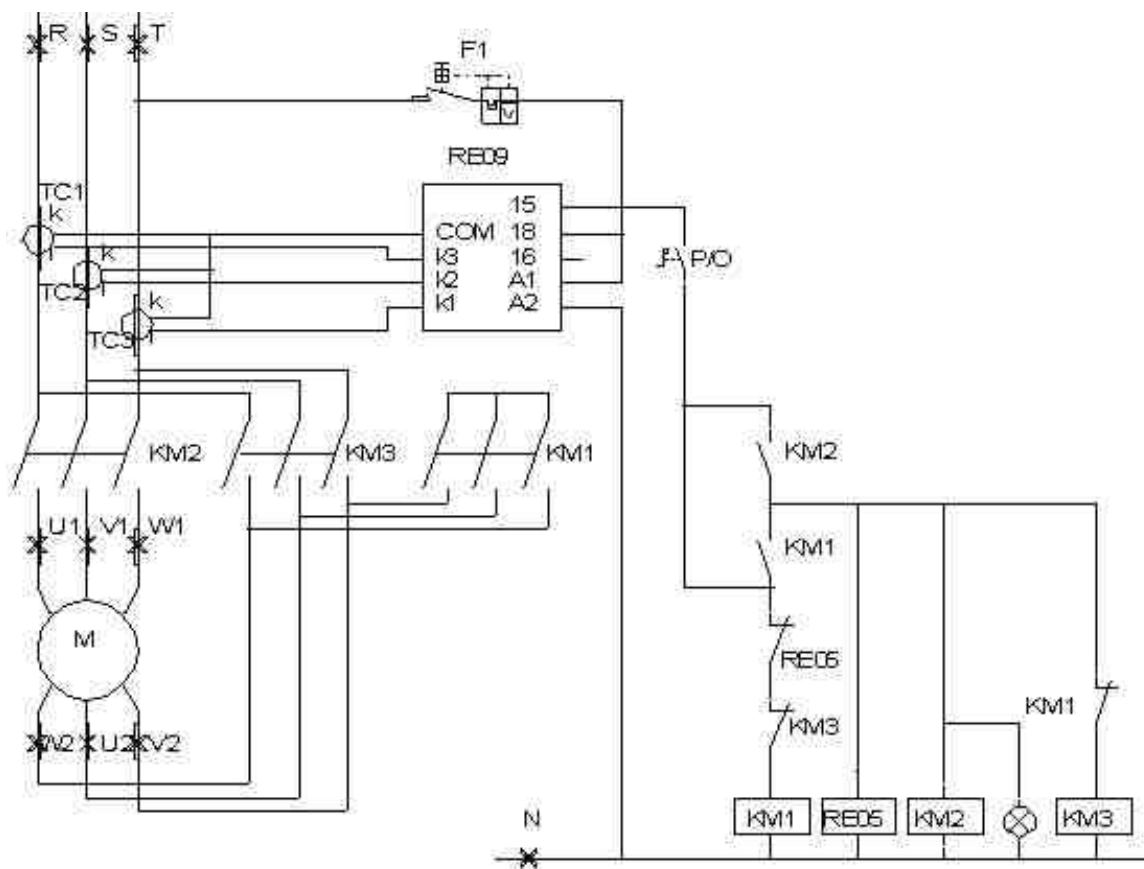 R S T
F1
RE09
TC1
k
l
15
COM 18
K3 16
K2 A1
K1 A2
k
l
TC2
k
l
TC3
P/O
KM2 KM3 KM1
KM2
U1 V1 W1
KM1
M
RE05
KM1
KM3
W2 U2 V2
N
KM1 RE05 KM2 KM3